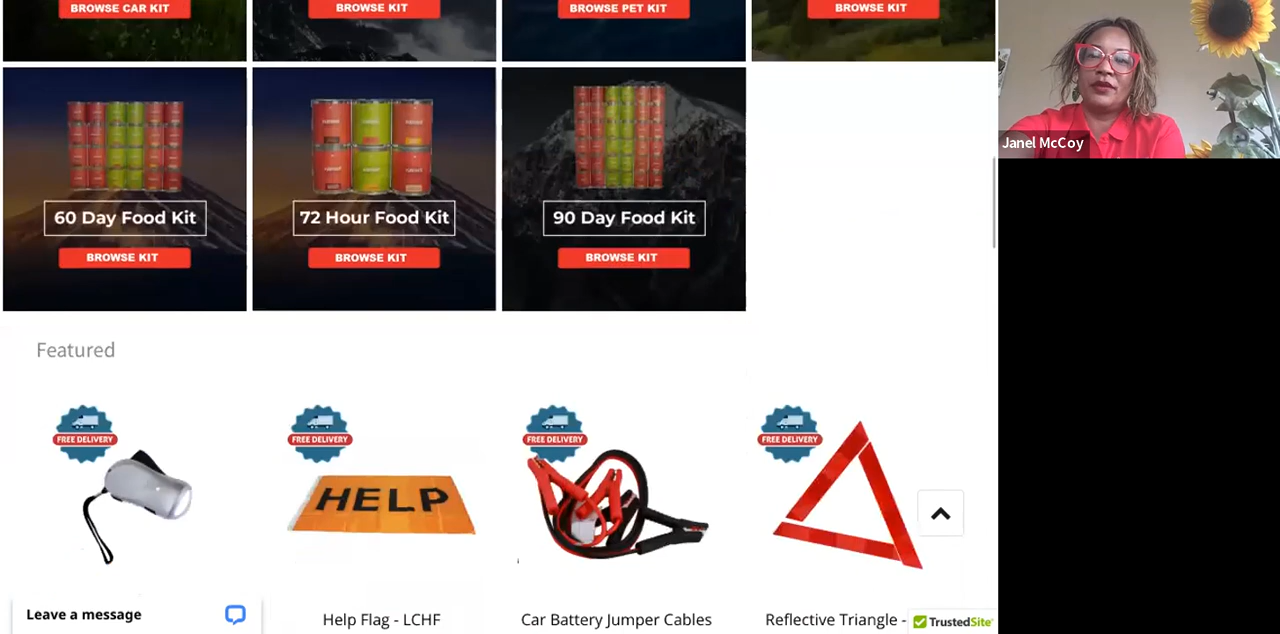 BROWSE CAR KIT
BROWSE KIT
BROWSE PET KIT
BROWSE KIT
Janel McCoy
60 Day Food Kit
72 Hour Food Kit
90 Day Food Kit
BROWSE KIT
BROWSE KIT
BROWSE KIT
Featured
FREE DELIVERY
FREE DELIVERY
FREE DELIVERY
FREE DELIVERY
HELP
Leave a message
Help Flag - LCHF
Car Battery Jumper Cables
Reflective Triangle -
TrustedSite